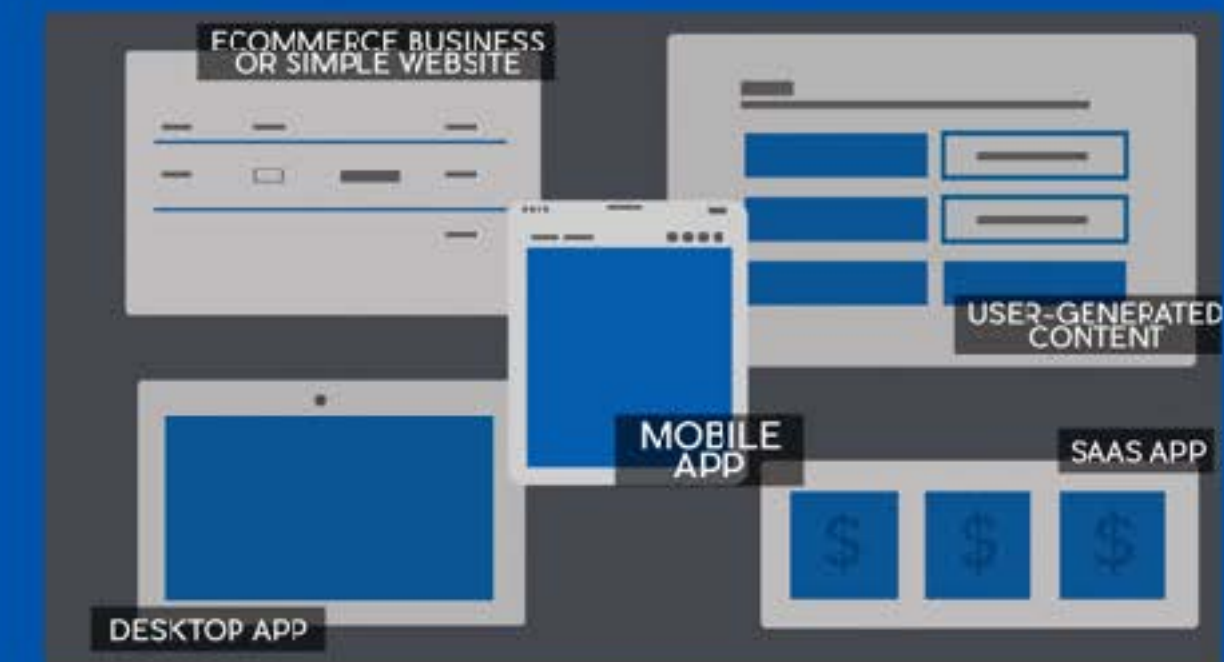 ECOMMERCE BUSINESS
OR SIMPLE WEBSITE
USER-GENERATED
CONTENT
MOBILE
APP
SAAS APP
$ $ $
DESKTOP APP